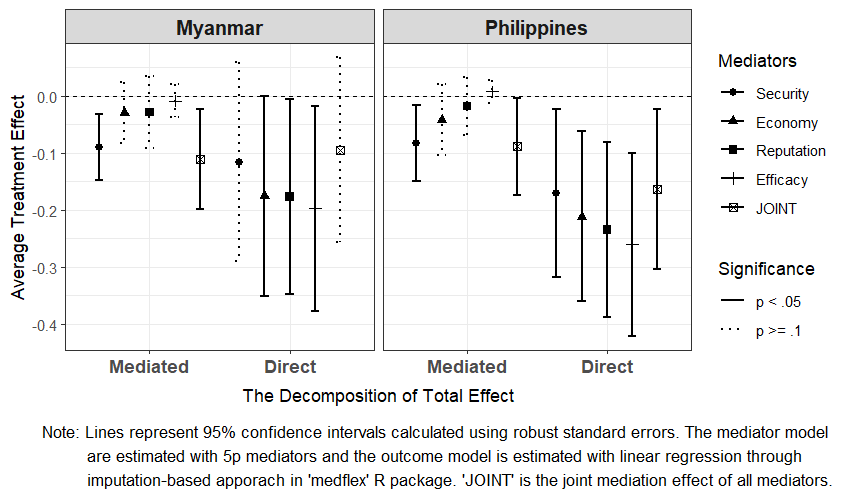 Myanmar
Philippines
Average Treatment Effect
0.0
-0.1
-0.2
-0.3
-0.4
Mediated
Direct
Mediated
Direct
The Decomposition of Total Effect
Mediators
Security
Economy
Reputation
Efficacy
JOINT
Significance
p < .05
p >= .1
Note: Lines represent 95% confidence intervals calculated using robust standard errors. The mediator model
are estimated with 5p mediators and the outcome model is estimated with linear regression through
imputation-based apporach in 'medflex' R package. 'JOINT' is the joint mediation effect of all mediators.